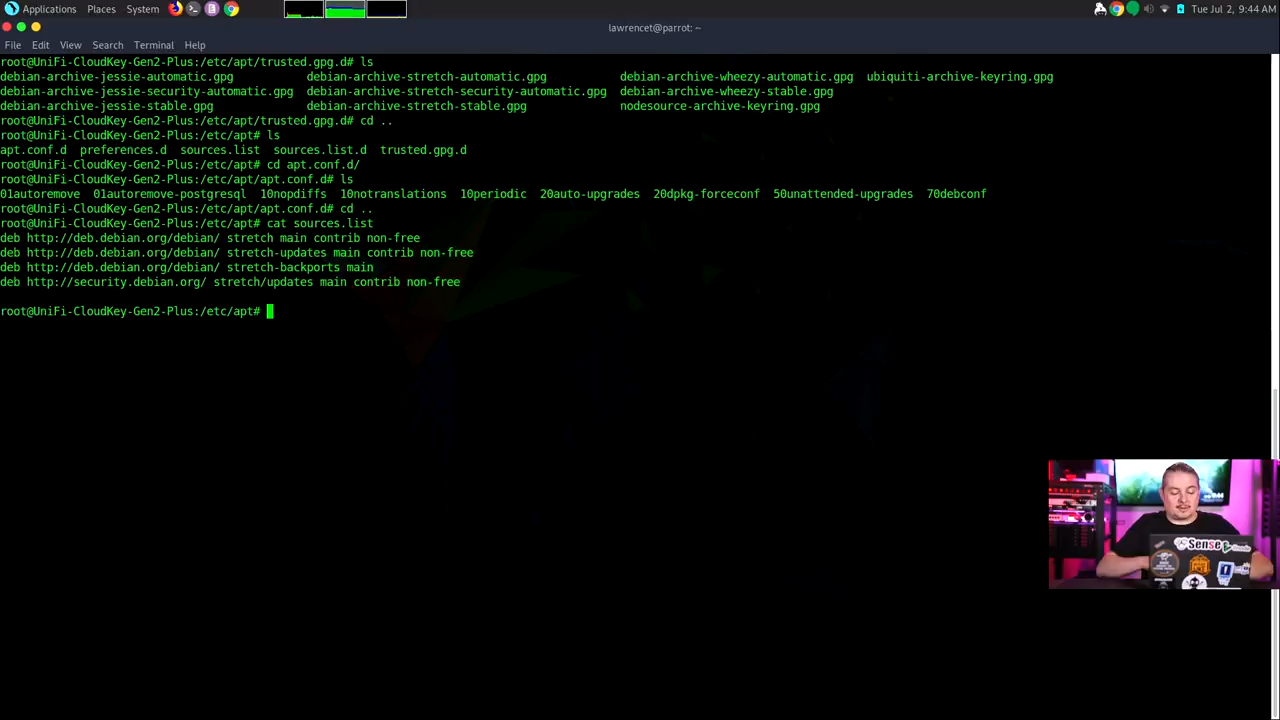 Applications Places System
Tue Jul 2, 9:44 AM
lawrencet@parrot: ~
File Edit View Search Terminal Help
root@UniFi-CloudKey-Gen2-Plus:/etc/apt/trusted.gpg.d# ls
debian-archive-jessie-automatic.gpg debian-archive-stretch-automatic.gpg debian-archive-wheezy-automatic.gpg ubiquiti-archive-keyring.gpg
debian-archive-jessie-security-automatic.gpg debian-archive-stretch-security-automatic.gpg debian-archive-wheezy-stable.gpg
debian-archive-jessie-stable.gpg debian-archive-stretch-stable.gpg nodesource-archive-keyring.gpg
root@UniFi-CloudKey-Gen2-Plus:/etc/apt/trusted.gpg.d# cd ..
root@UniFi-CloudKey-Gen2-Plus:/etc/apt# ls
apt.conf.d preferences.d sources.list sources.list.d trusted.gpg.d
root@UniFi-CloudKey-Gen2-Plus:/etc/apt# cd apt.conf.d/
root@UniFi-CloudKey-Gen2-Plus:/etc/apt/apt.conf.d# ls
01autoremove 01autoremove-postgresql 10nopdiffs 10notranslations 10periodic 20auto-upgrades 20dpkg-forceconf 50unattended-upgrades 70debconf
root@UniFi-CloudKey-Gen2-Plus:/etc/apt/apt.conf.d# cd ..
root@UniFi-CloudKey-Gen2-Plus:/etc/apt# cat sources.list
deb http://deb.debian.org/debian/ stretch main contrib non-free
deb http://deb.debian.org/debian/ stretch-updates main contrib non-free
deb http://deb.debian.org/debian/ stretch-backports main
deb http://security.debian.org/ stretch/updates main contrib non-free
root@UniFi-CloudKey-Gen2-Plus:/etc/apt#
Sense